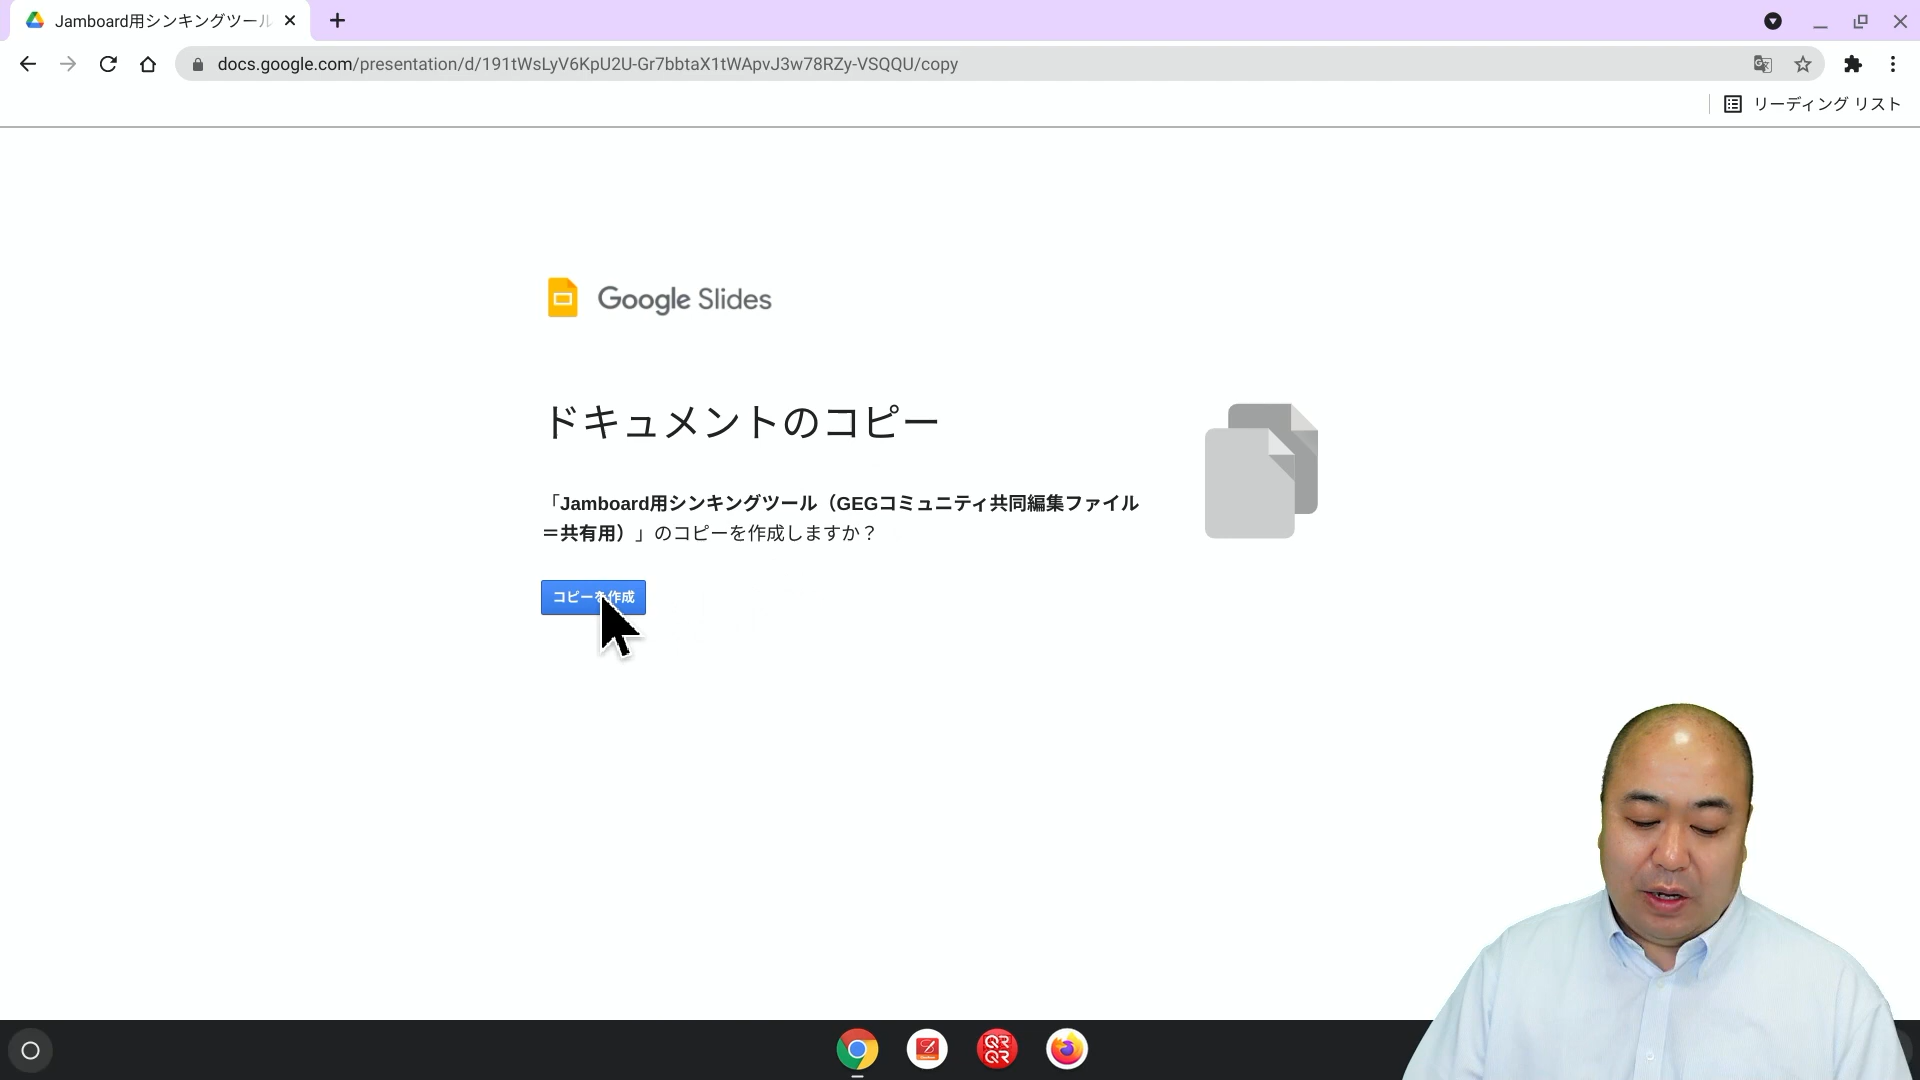 Jamboard用シンキングツール
docs.google.com/presentation/d/191tWsLyV6KpU2U-Gr7bbtaX1tWApvJ3w78RZy-VSQQU/copy
リーディング リスト
Google Slides
ドキュメントのコピー
「Jamboard用シンキングツール（GEGコミュニティ共同編集ファイル
＝共有用）」のコピーを作成しますか？
コピーを作成
QR
QR